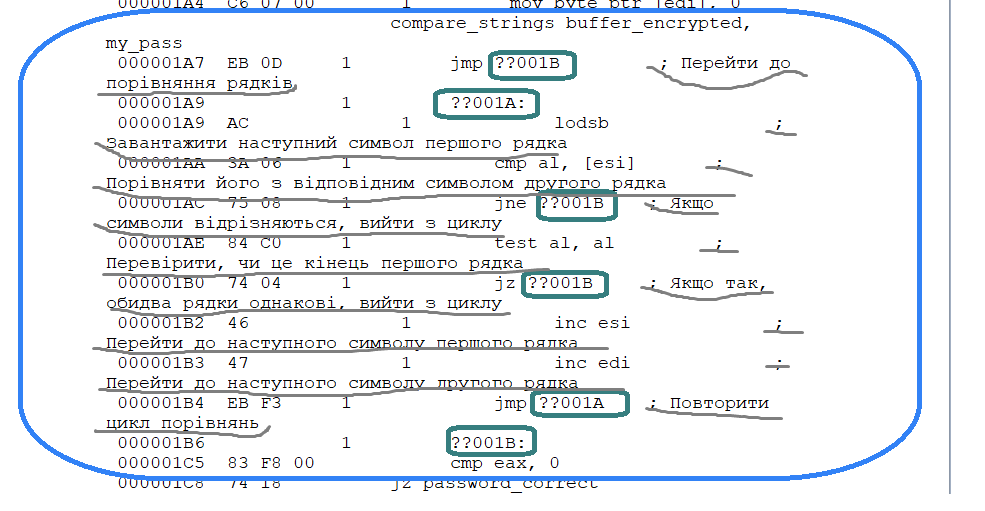 000001A4 C6 07 00 1 mov byte ptr [edi], 0
compare_strings buffer_encrypted,
my_pass
000001A7 EB 0D 1 jmp ??001B ; Перейти до
порівняння рядків
000001A9 1 ??001A:
000001A9 AC 1 lodsb ;
Завантажити наступний символ першого рядка
000001AA 3A 06 1 cmp al, [esi] ;
Порівняти його з відповідним символом другого рядка
000001AC 75 08 1 jne ??001B ; Якщо
символи відрізняються, вийти з циклу
000001AE 84 C0 1 test al, al ;
Перевірити, чи це кінець першого рядка
000001B0 74 04 1 jz ??001B ; Якщо так,
обидва рядки однакові, вийти з циклу
000001B2 46 1 inc esi ;
Перейти до наступного символу першого рядка
000001B3 47 1 inc edi ;
Перейти до наступного символу другого рядка
000001B4 EB F3 1 jmp ??001A ; Повторити
цикл порівнянь
000001B6 1 ??001B:
000001C5 83 F8 00 cmp eax, 0
000001C8 74 18 jz password_correct